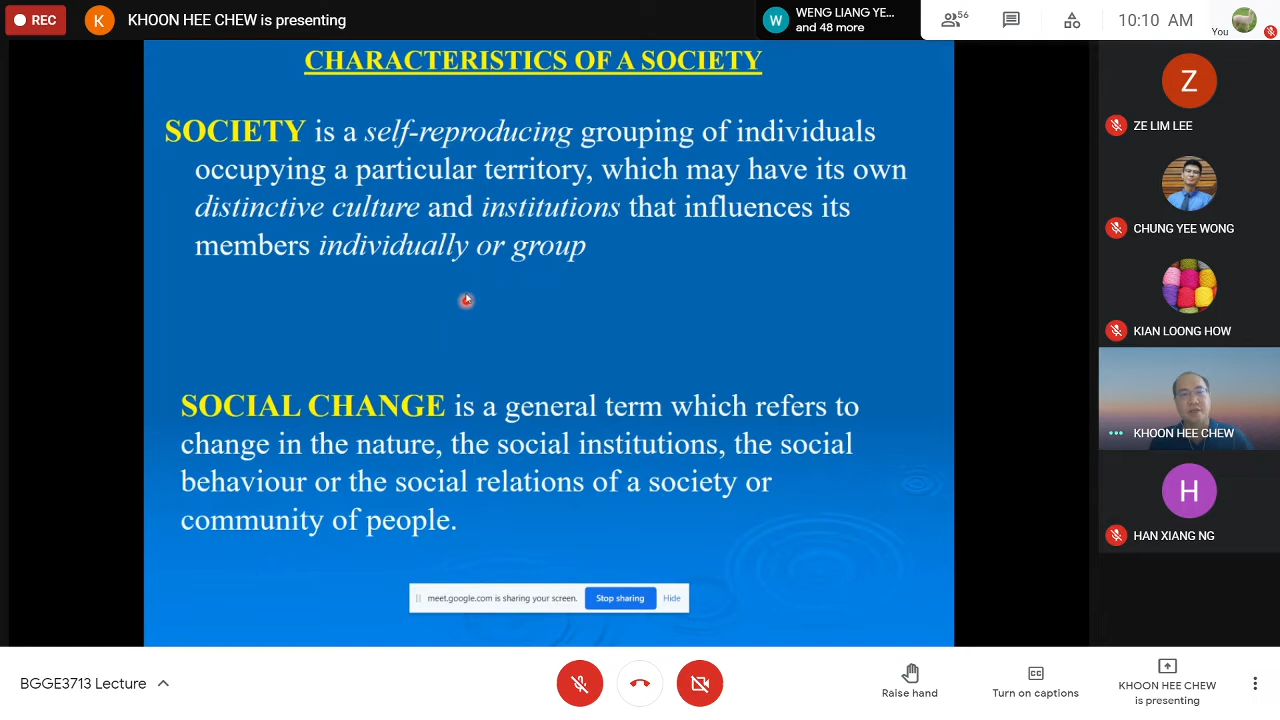 REC
K
KHOON HEE CHEW is presenting
W
WENG LIANG YE...
and 48 more
56
10:10 AM
You
CHARACTERISTICS OF A SOCIETY
SOCIETY is a self-reproducing grouping of individuals
occupying a particular territory, which may have its own
distinctive culture and institutions that influences its
members individually or group
SOCIAL CHANGE is a general term which refers to
change in the nature, the social institutions, the social
behaviour or the social relations of a society or
community of people.
meet.google.com is sharing your screen.
Stop sharing
Hide
Z
ZE LIM LEE
CHUNG YEE WONG
KIAN LOONG HOW
KHOON HEE CHEW
H
HAN XIANG NG
BGGE3713 Lecture
Raise hand
CC
Turn on captions
KHOON HEE CHEW
is presenting